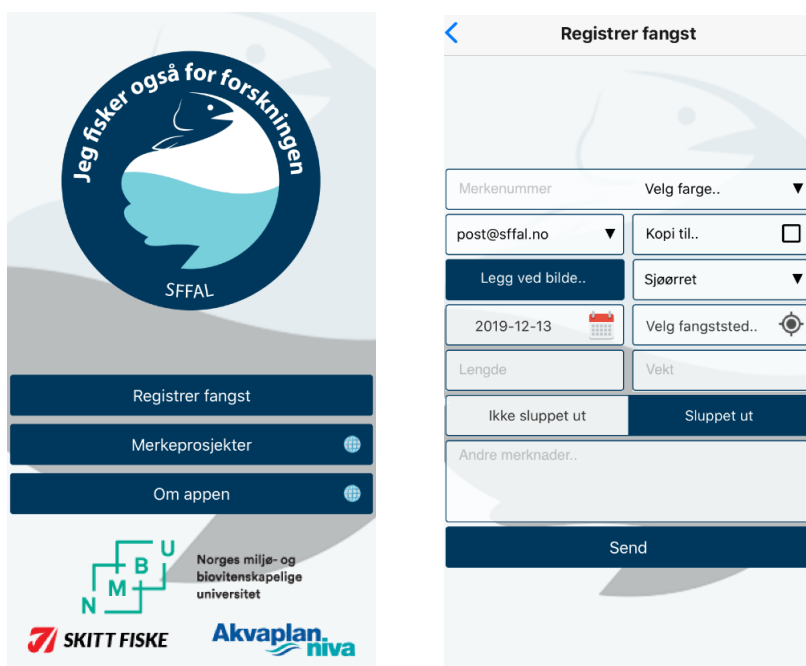 Jeg fisker også for forskningen
SFFAL
Registrer fangst
Merkeprosjekter
Om appen
N M B U
Norges miljø- og
biovitenskapelige
universitet
SKITT FISKE
Akvaplan
niva
Registrer fangst
Merkenummer
Velg farge..
post@sffal.no
Kopi til..
Legg ved bilde..
Sjøørret
2019-12-13
Velg fangststed..
Lengde
Vekt
Ikke sluppet ut
Sluppet ut
Andre merknader..
Send